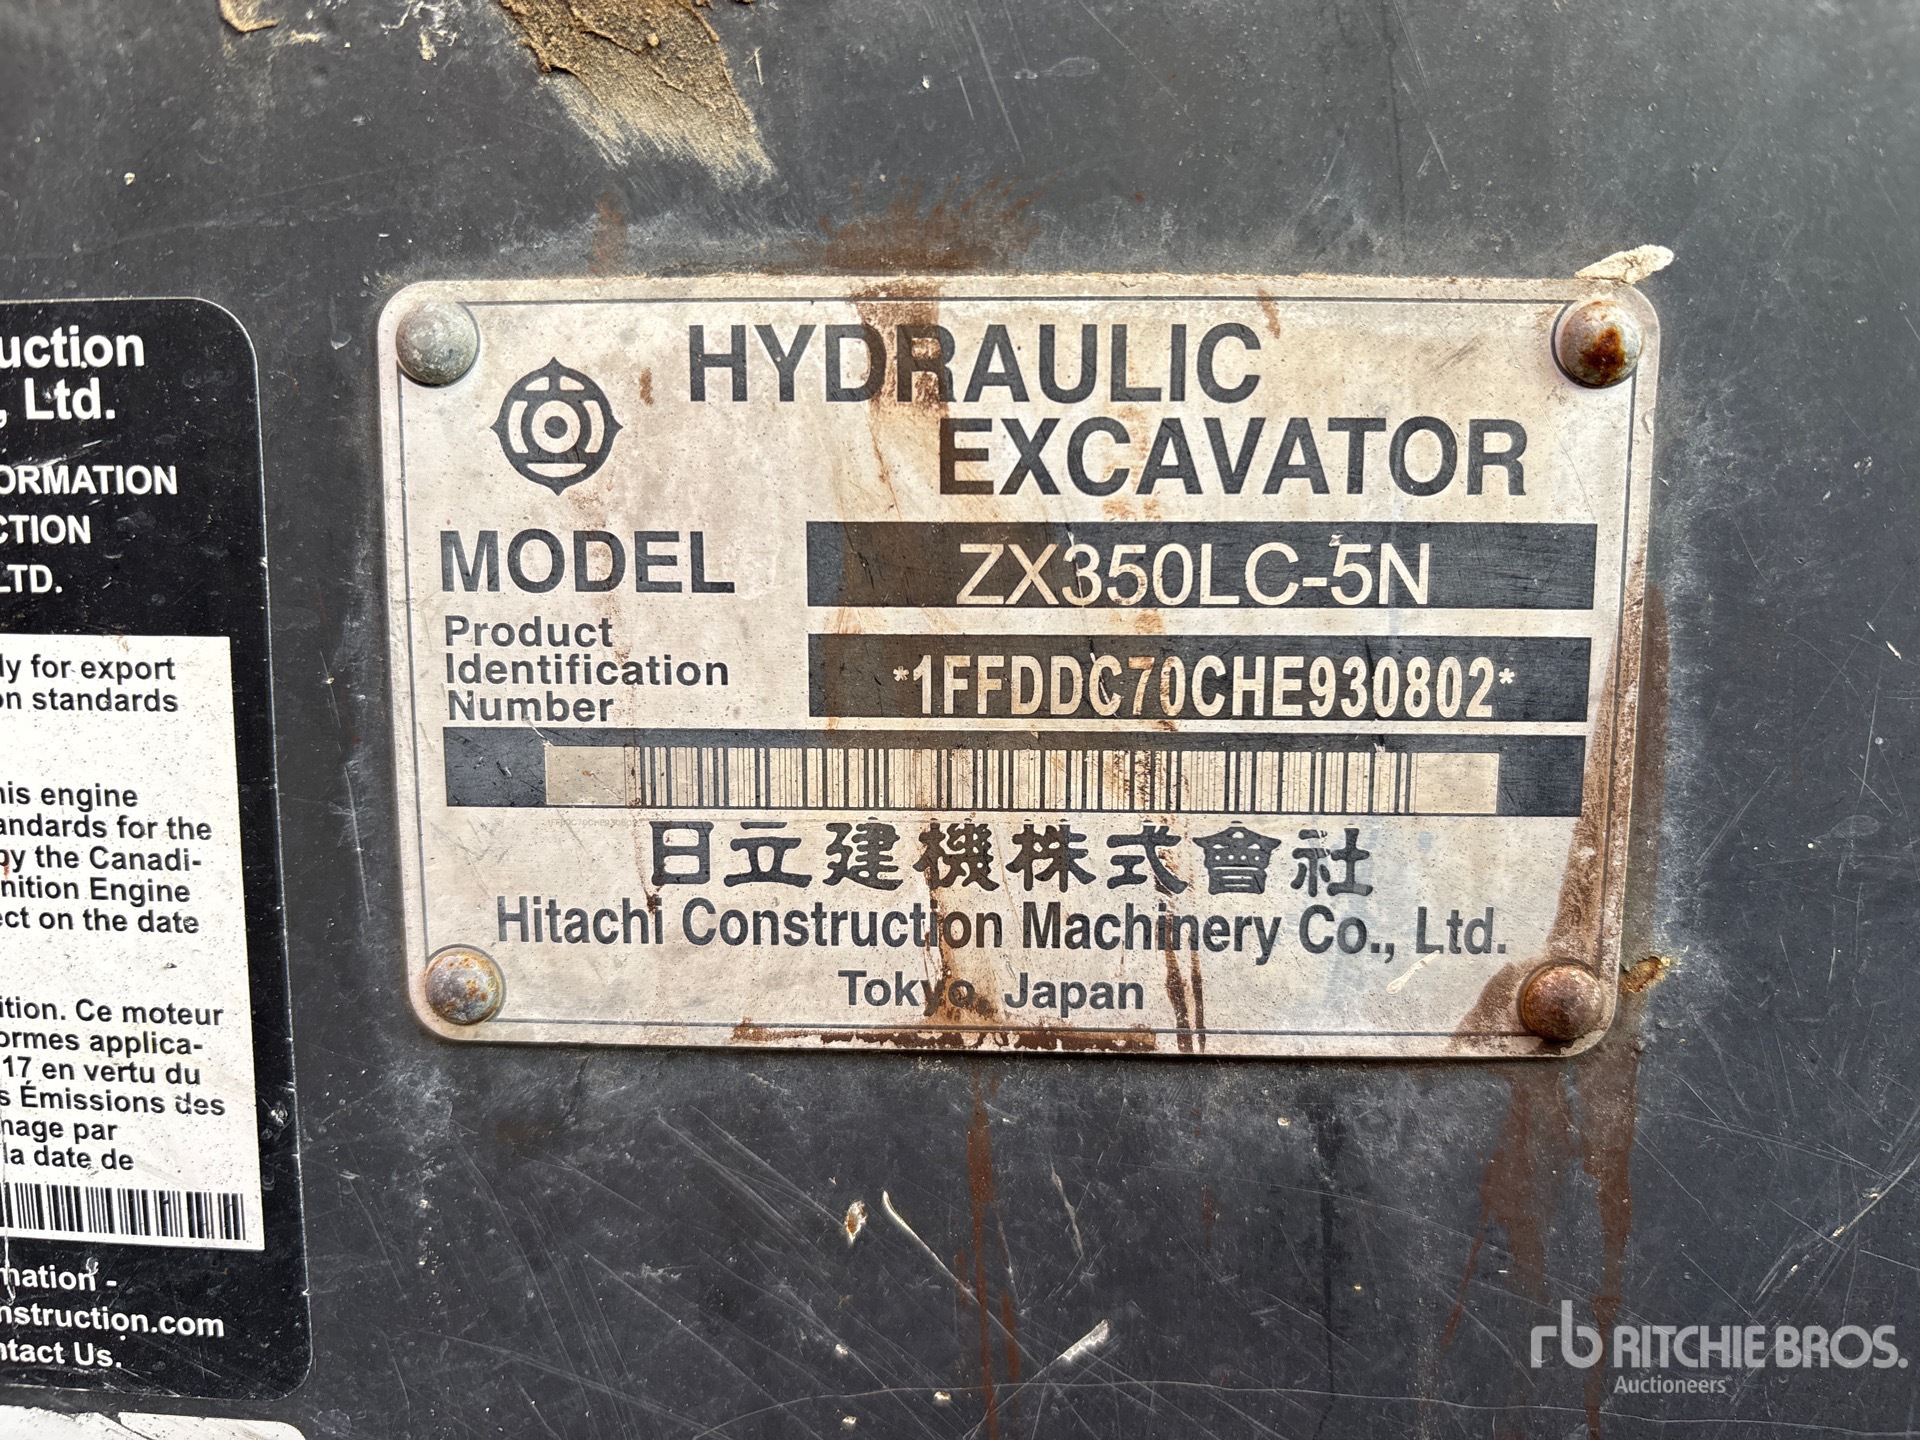 uction
, Ltd.
ORMATION
CTION
LTD.
ly for export
on standards
his engine
andards for the
by the Canadi-
nition Engine
ect on the date
ition. Ce moteur
ormes applica-
17 en vertu du
s Émissions des
mage par
la date de
mation -
nstruction.com
ntact Us.
HYDRAULIC
EXCAVATOR
MODEL ZX350LC-5N
Product
Identification
Number
*1FFDDC70CHE930802*
日立建機株式會社
Hitachi Construction Machinery Co., Ltd.
Tokyo, Japan
rb RITCHIE BROS.
Auctioneers